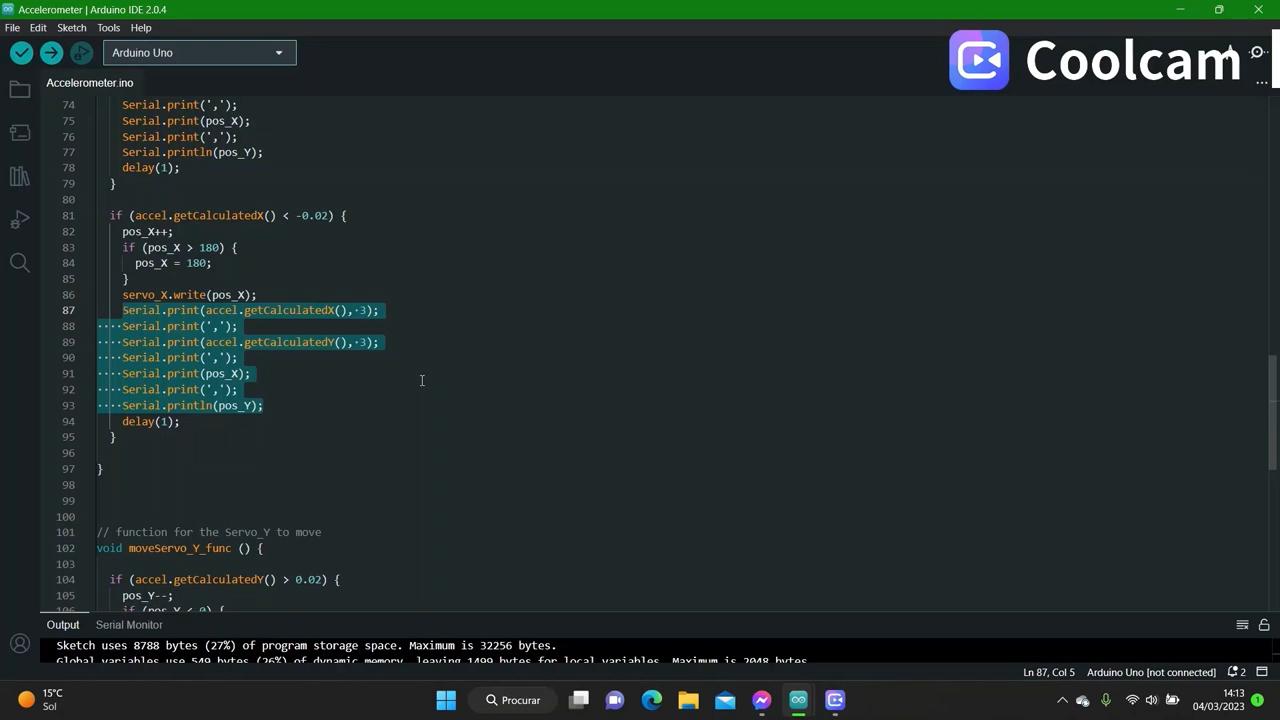 Accelerometer | Arduino IDE 2.0.4
File Edit Sketch Tools Help
Arduino Uno
Coolcam
Accelerometer.ino
74 Serial.print(',');
75 Serial.print(pos_X);
76 Serial.print(',');
77 Serial.println(pos_Y);
78 delay(1);
79 }
80
81 if (accel.getCalculatedX() < -0.02) {
82 pos_X++;
83 if (pos_X > 180) {
84 pos_X = 180;
85 }
86 servo_X.write(pos_X);
87 Serial.print(accel.getCalculatedX(),·3);
88 ····Serial.print(',');
89 ····Serial.print(accel.getCalculatedY(),·3);
90 ····Serial.print(',');
91 ····Serial.print(pos_X);
92 ····Serial.print(',');
93 ····Serial.println(pos_Y);
94 delay(1);
95 }
96
97 }
98
99
100
101 // function for the Servo_Y to move
102 void moveServo_Y_func () {
103
104 if (accel.getCalculatedY() > 0.02) {
105 pos_Y--;
106 if (pos_Y < 0) {
Output Serial Monitor
Sketch uses 8788 bytes (27%) of program storage space. Maximum is 32256 bytes.
Global variables use 549 bytes (26%) of dynamic memory, leaving 1499 bytes for local variables. Maximum is 2048 bytes.
Ln 87, Col 5 Arduino Uno [not connected] 2
15°C
Sol
Procurar
14:13
04/03/2023
1